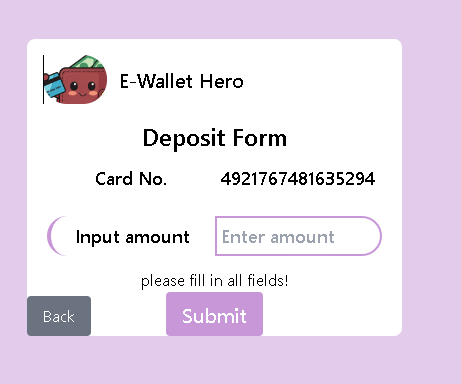 E-Wallet Hero
Deposit Form
Card No. 4921767481635294
Input amount Enter amount
please fill in all fields!
Back Submit